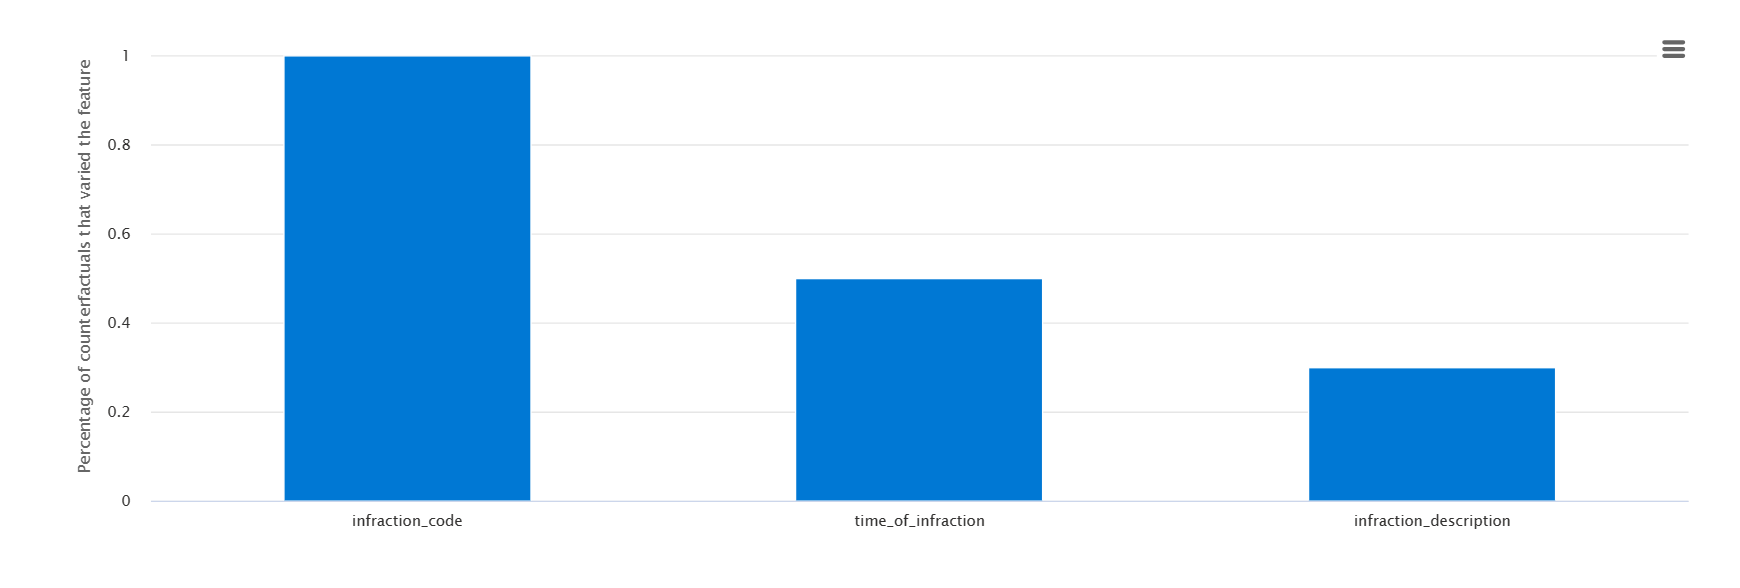 Percentage of counterfactuals that varied the feature
1
0.8
0.6
0.4
0.2
0
infraction_code
time_of_infraction
infraction_description